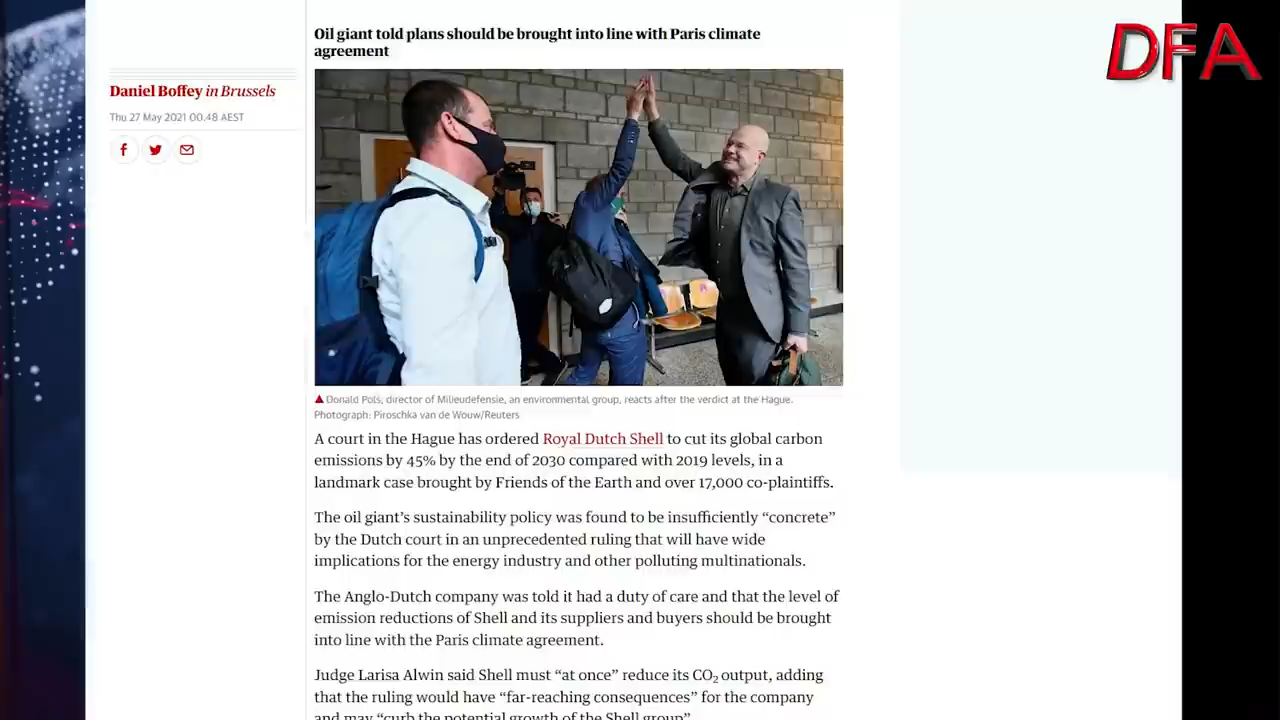 DFA
Oil giant told plans should be brought into line with Paris climate
agreement
Daniel Boffey in Brussels
Thu 27 May 2021 00.48 AEST
Donald Pols, director of Milieudefensie, an environmental group, reacts after the verdict at the Hague.
Photograph: Piroschka van de Wouw/Reuters
A court in the Hague has ordered Royal Dutch Shell to cut its global carbon
emissions by 45% by the end of 2030 compared with 2019 levels, in a
landmark case brought by Friends of the Earth and over 17,000 co-plaintiffs.
The oil giant’s sustainability policy was found to be insufficiently “concrete”
by the Dutch court in an unprecedented ruling that will have wide
implications for the energy industry and other polluting multinationals.
The Anglo-Dutch company was told it had a duty of care and that the level of
emission reductions of Shell and its suppliers and buyers should be brought
into line with the Paris climate agreement.
Judge Larisa Alwin said Shell must “at once” reduce its CO₂ output, adding
that the ruling would have “far-reaching consequences” for the company
and may “curb the potential growth of the Shell group”.